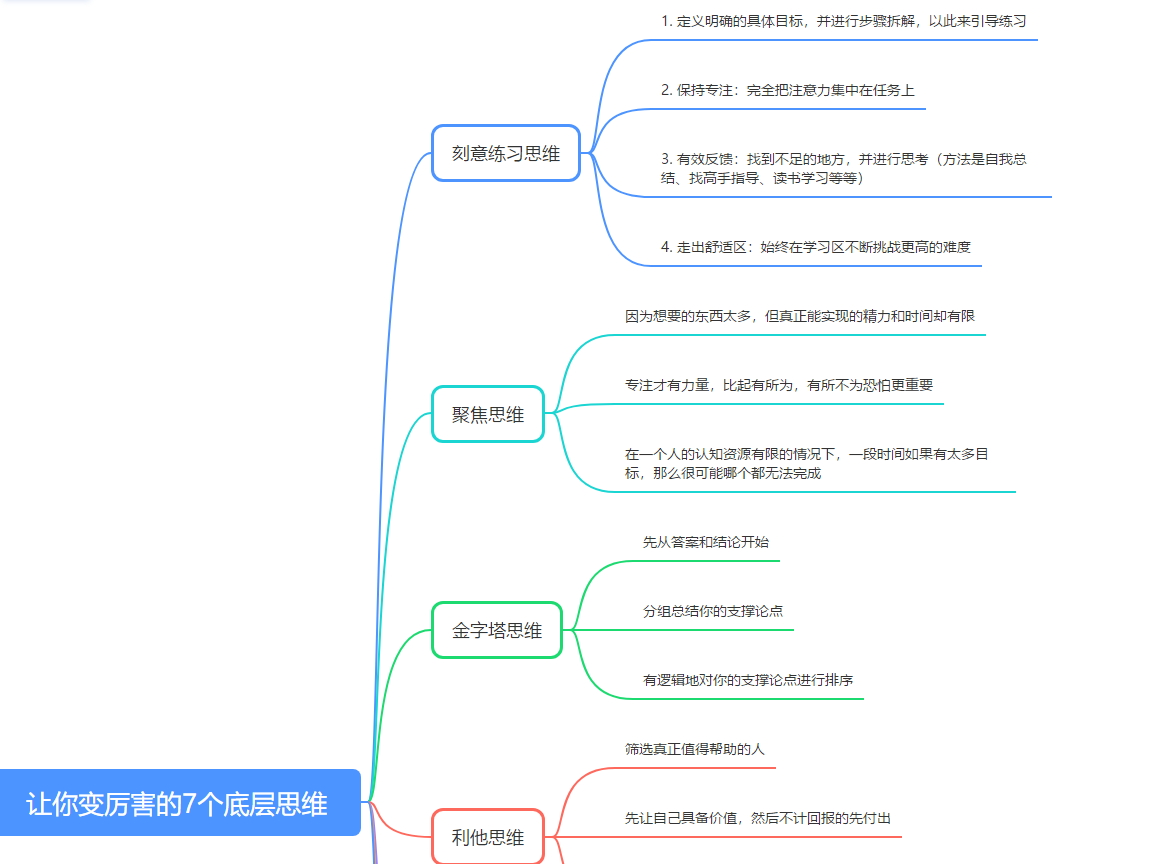 1. 定义明确的具体目标，并进行步骤拆解，以此来引导练习
2. 保持专注：完全把注意力集中在任务上
刻意练习思维
3. 有效反馈：找到不足的地方，并进行思考（方法是自我总
结、找高手指导、读书学习等等）
4. 走出舒适区：始终在学习区不断挑战更高的难度
因为想要的东西太多，但真正能实现的精力和时间却有限
专注才有力量，比起有所为，有所不为恐怕更重要
聚焦思维
在一个人的认知资源有限的情况下，一段时间如果有太多目
标，那么很可能哪个都无法完成
先从答案和结论开始
分组总结你的支撑论点
金字塔思维
有逻辑地对你的支撑论点进行排序
筛选真正值得帮助的人
让你变厉害的7个底层思维
先让自己具备价值，然后不计回报的先付出
利他思维